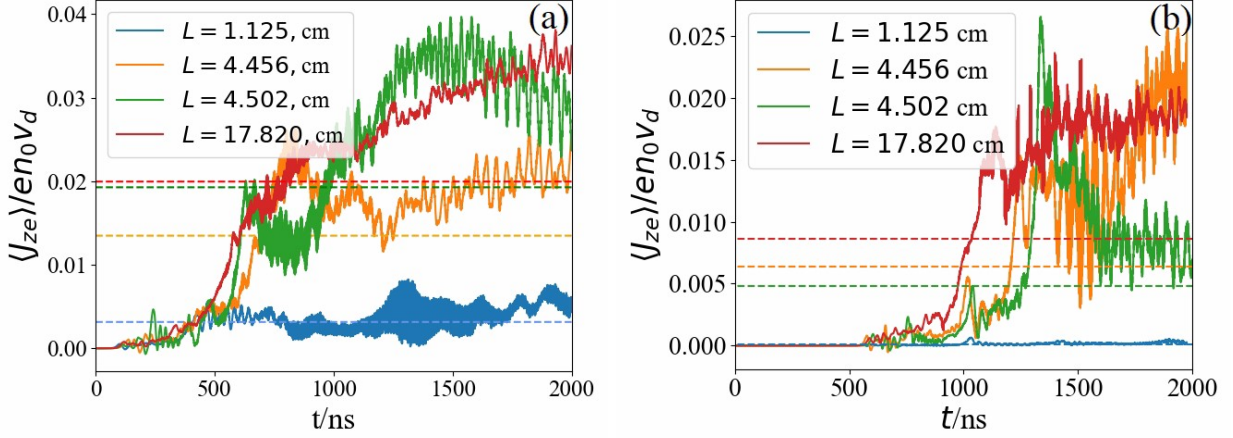 (a)
⟨J_ze⟩/en_0v_d
0.04
0.03
0.02
0.01
0.00
L = 1.125, cm
L = 4.456, cm
L = 4.502, cm
L = 17.820, cm
0 500 1000 1500 2000
t/ns
(b)
⟨J_ze⟩/en_0v_d
0.025
0.020
0.015
0.010
0.005
0.000
L = 1.125 cm
L = 4.456 cm
L = 4.502 cm
L = 17.820 cm
0 500 1000 1500 2000
t/ns